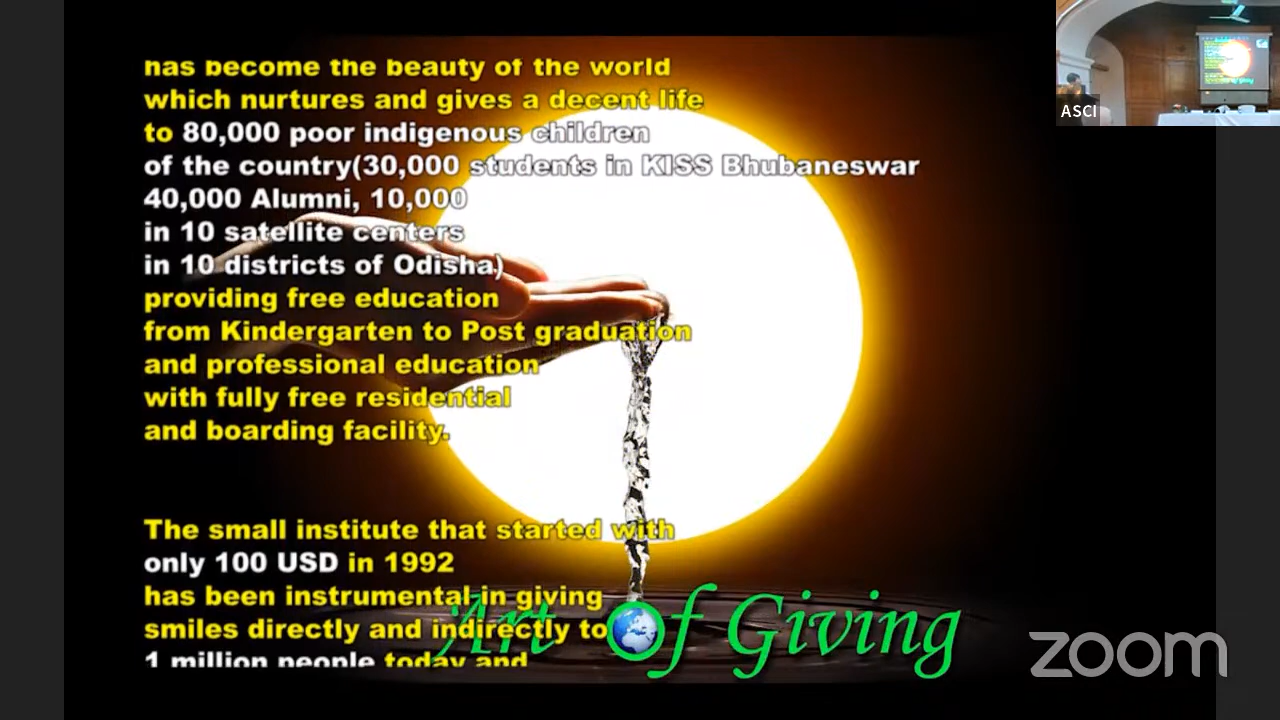 has become the beauty of the world
which nurtures and gives a decent life
to 80,000 poor indigenous children
of the country(30,000 students in KISS Bhubaneswar
40,000 Alumni, 10,000
in 10 satellite centers
in 10 districts of Odisha)
providing free education
from Kindergarten to Post graduation
and professional education
with fully free residential
and boarding facility.
The small institute that started with
only 100 USD in 1992
has been instrumental in giving
smiles directly and indirectly to
1 million people today and
Art Of Giving
ASCI
zoom